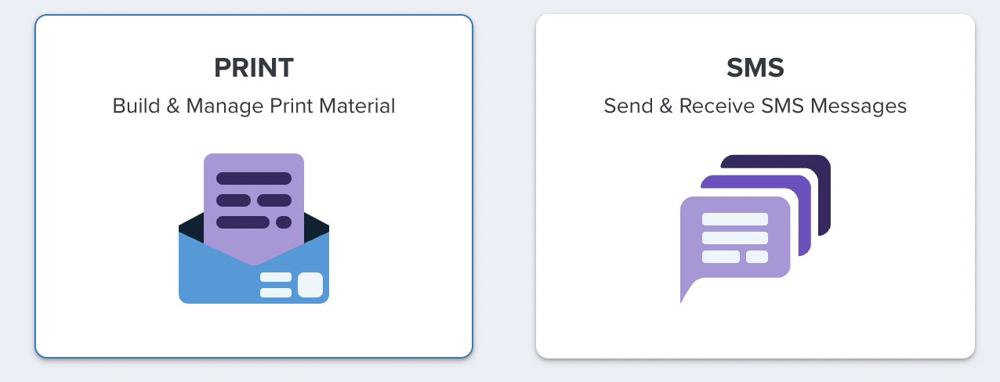 PRINT
Build & Manage Print Material
SMS
Send & Receive SMS Messages